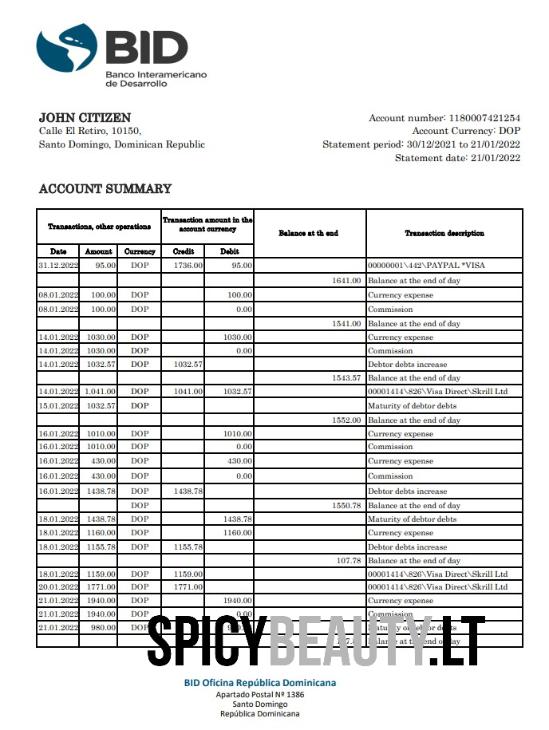 BID
Banco Interamericano
de Desarrollo
JOHN CITIZEN
Calle El Retiro, 10150,
Santo Domingo, Dominican Republic
Account number: 1180007421254
Account Currency: DOP
Statement period: 30/12/2021 to 21/01/2022
Statement date: 21/01/2022
ACCOUNT SUMMARY
Transactions, other operations Transaction amount in the account currency Balance at th end Transaction description
Date Amount Currency Credit Debit
31.12.2022 95.00 DOP 1736.00 95.00 00000001\442\PAYPAL *VISA
1641.00 Balance at the end of day
08.01.2022 100.00 DOP 100.00 Currency expense
08.01.2022 100.00 DOP 0.00 Commission
1541.00 Balance at the end of day
14.01.2022 1030.00 DOP 1030.00 Currency expense
14.01.2022 1030.00 DOP 0.00 Commission
14.01.2022 1032.57 DOP 1032.57 Debtor debts increase
1543.57 Balance at the end of day
14.01.2022 1,041.00 DOP 1041.00 1032.57 00001414\826\Visa Direct\Skrill Ltd
15.01.2022 1032.57 DOP Maturity of debtor debts
1552.00 Balance at the end of day
16.01.2022 1010.00 DOP 1010.00 Currency expense
16.01.2022 1010.00 DOP 0.00 Commission
16.01.2022 430.00 DOP 430.00 Currency expense
16.01.2022 430.00 DOP 0.00 Commission
16.01.2022 1438.78 DOP 1438.78 Debtor debts increase
DOP 1550.78 Balance at the end of day
18.01.2022 1438.78 DOP 1438.78 Maturity of debtor debts
18.01.2022 1160.00 DOP 1160.00 Currency expense
18.01.2022 1155.78 DOP 1155.78 Debtor debts increase
107.78 Balance at the end of day
18.01.2022 1159.00 DOP 1159.00 00001414\826\Visa Direct\Skrill Ltd
20.01.2022 1771.00 DOP 1771.00 00001414\826\Visa Direct\Skrill Ltd
21.01.2022 1940.00 DOP 1940.00 Currency expense
21.01.2022 1940.00 DOP 0.00 Commission
21.01.2022 980.00 DOP Maturity of debtor debts
Balance at the end of day
SPICYBEAUTY.LT
BID Oficina República Dominicana
Apartado Postal Nº 1386
Santo Domingo
República Dominicana